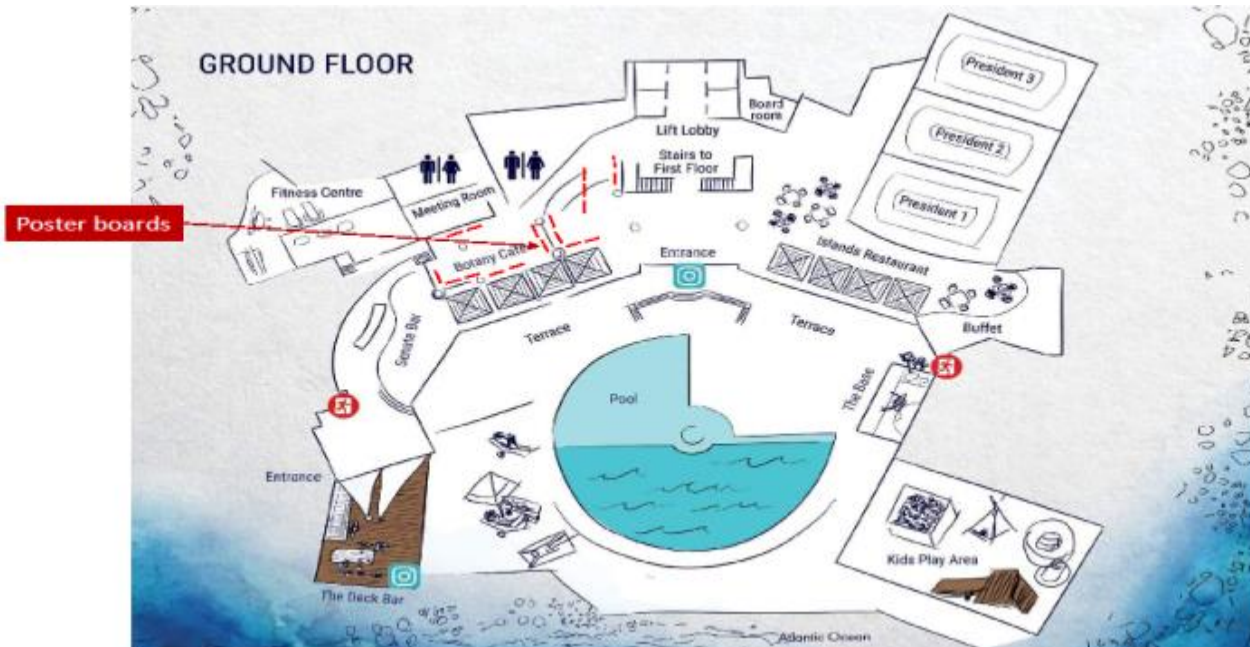 GROUND FLOOR
President 3
Board
room
Lift Lobby
President 2
Stairs to
First Floor
Fitness Centre
Meeting Room
President 1
Poster boards
Botany Cafe
Entrance
Islands Restaurant
Terrace
Terrace
Buffet
Bar
Pool
The Base
Entrance
Kids Play Area
The Deck Bar
Atlantic Ocean